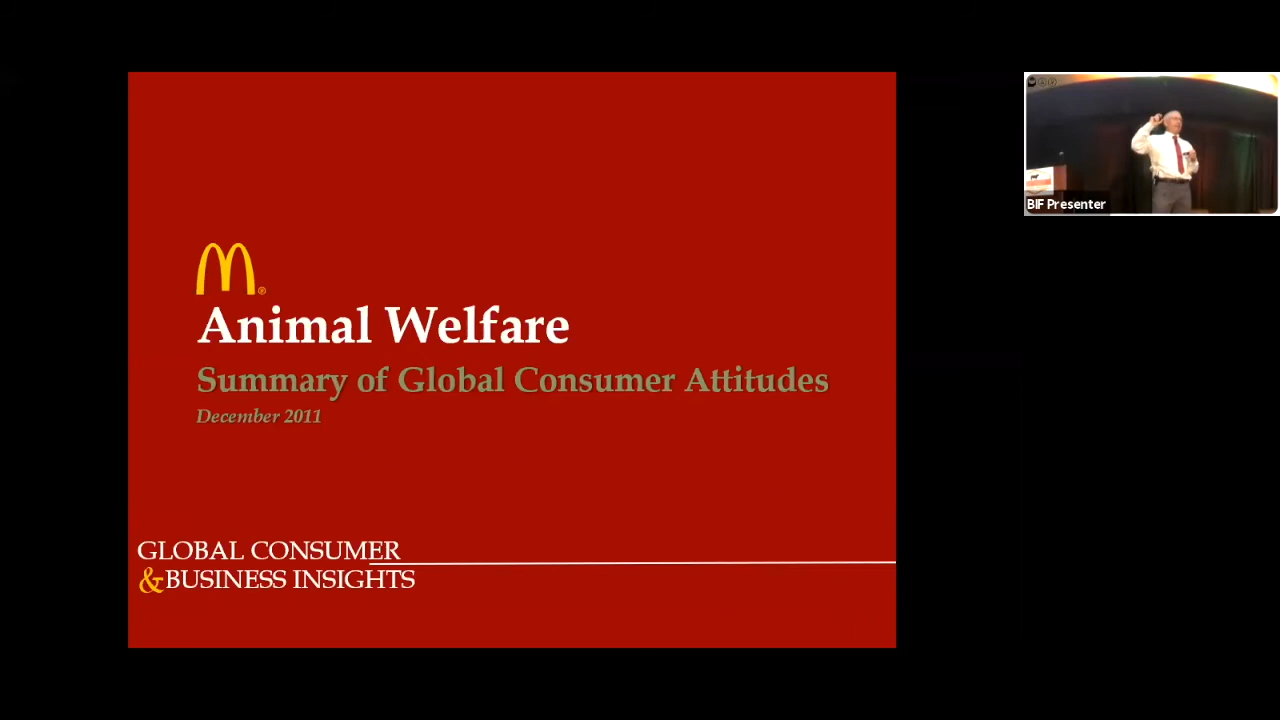 Animal Welfare
Summary of Global Consumer Attitudes
December 2011
GLOBAL CONSUMER
& BUSINESS INSIGHTS
BIF Presenter